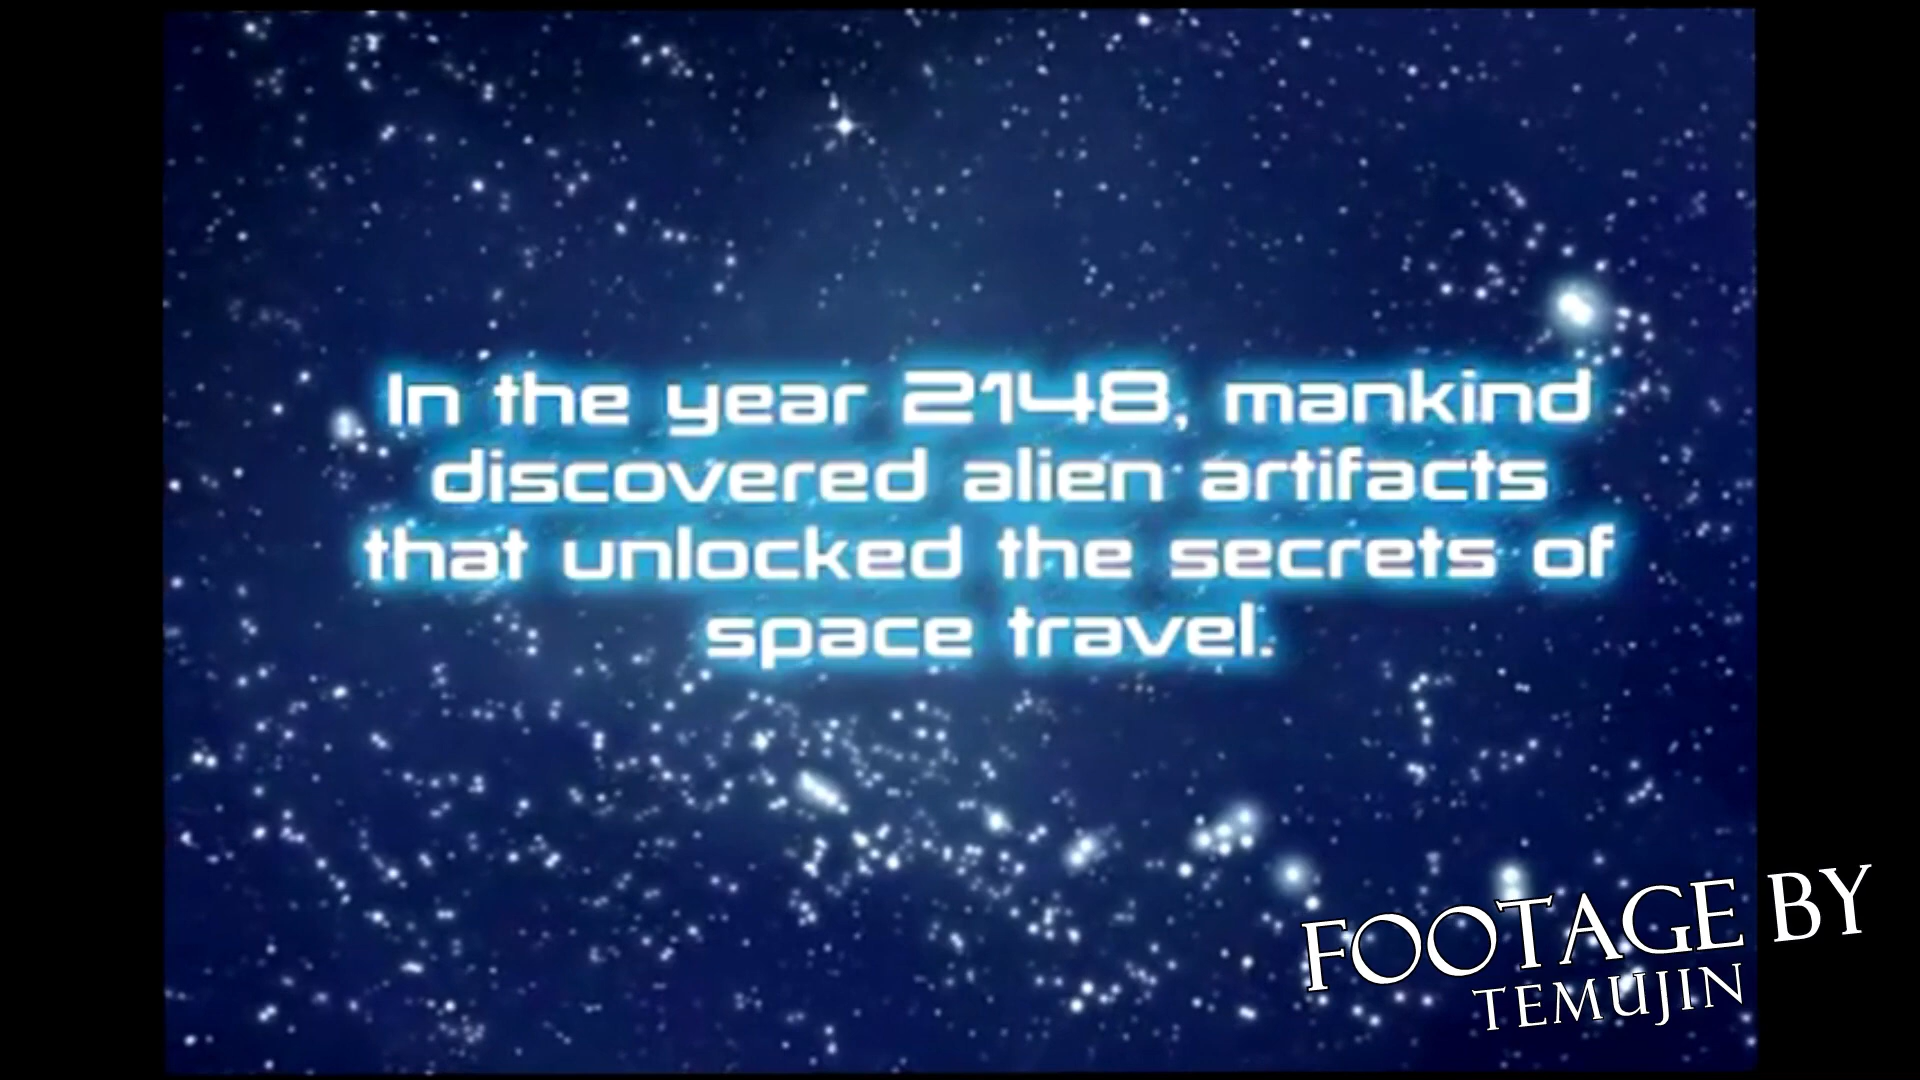 In the year 2148, mankind
discovered alien artifacts
that unlocked the secrets of
space travel.
FOOTAGE BY
TEMUJIN